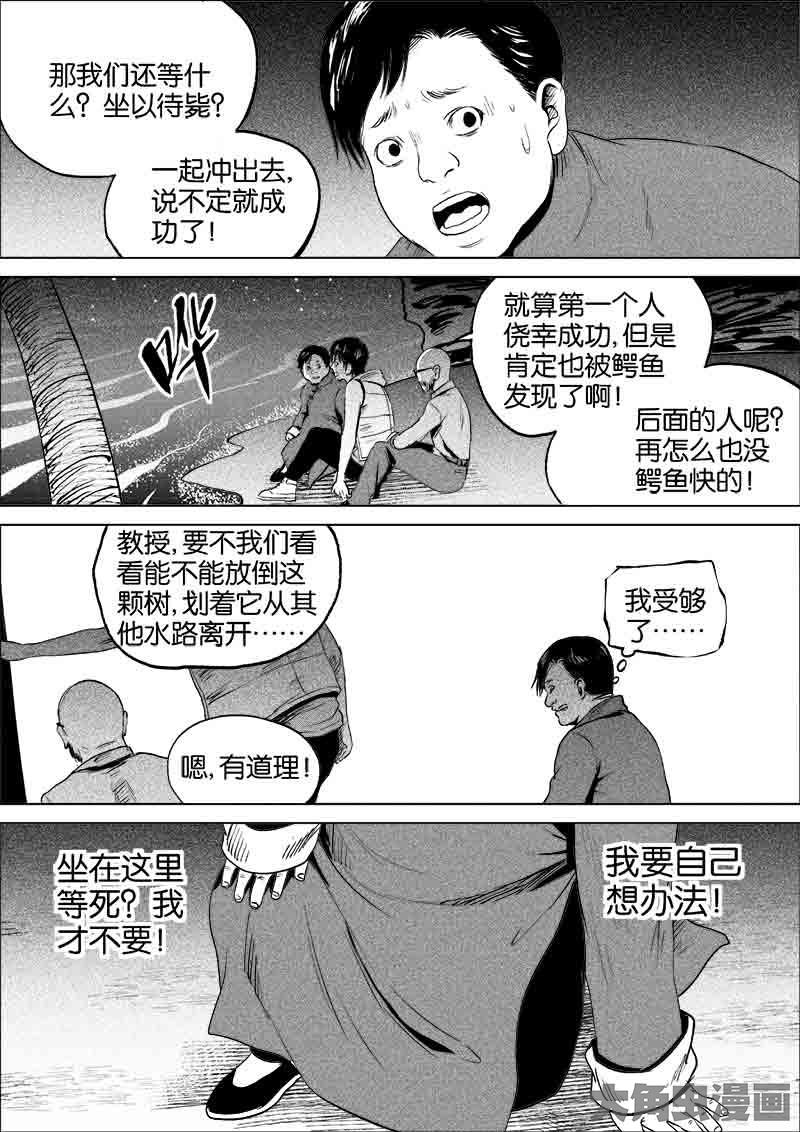 那我们还等什
么？坐以待毙？
一起冲出去，
说不定就成
功了！
哗
就算第一个人
侥幸成功，但是
肯定也被鳄鱼
发现了啊！
后面的人呢？
再怎么也没
鳄鱼快的！
教授，要不我们看
看能不能放倒这
颗树，划着它从其
他水路离开……
我受够
了……
嗯，有道理！
坐在这里
等死？我
才不要！
我要自己
想办法！
大角虫漫画